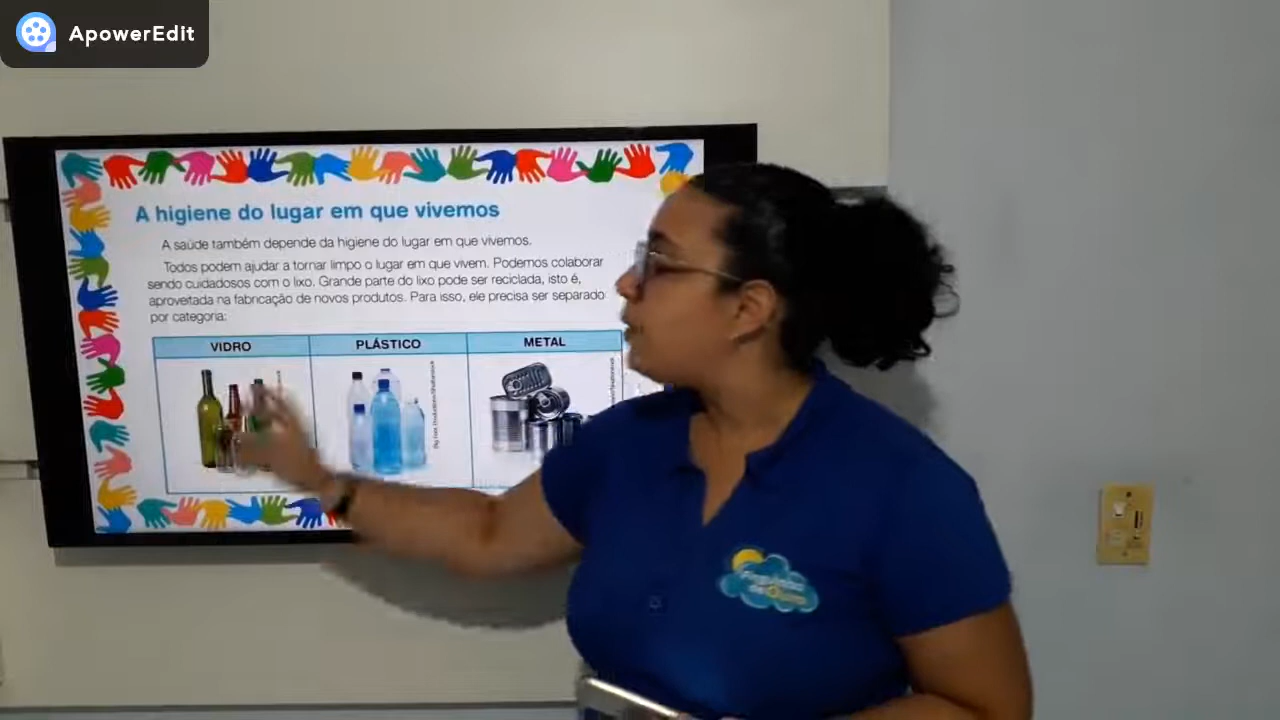 ApowerEdit
A higiene do lugar em que vivemos
A saúde também depende da higiene do lugar em que vivemos.
Todos podem ajudar a tornar limpo o lugar em que vivem. Podemos colaborar
sendo cuidadosos com o lixo. Grande parte do lixo pode ser reciclada, isto é,
aproveitada na fabricação de novos produtos. Para isso, ele precisa ser separado
por categoria:
VIDRO
PLÁSTICO
METAL